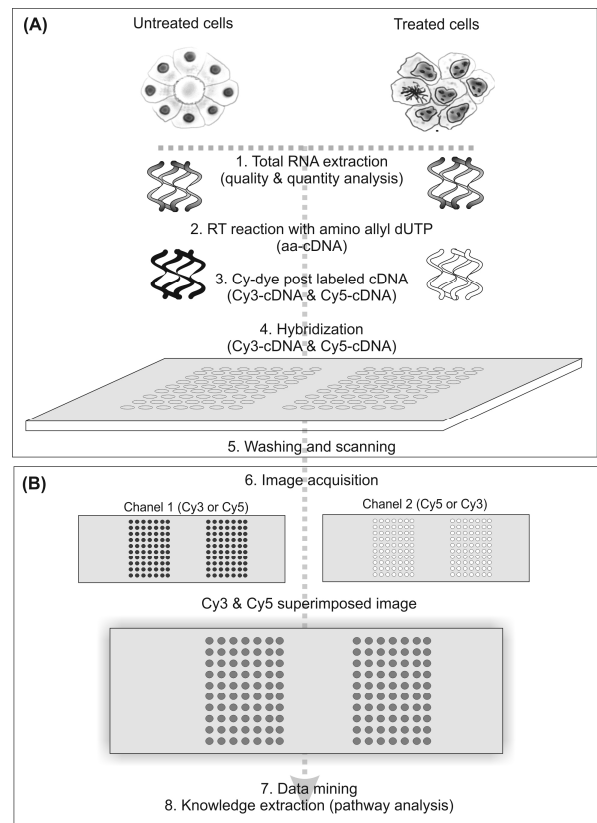 (A)
Untreated cells
Treated cells
1. Total RNA extraction
(quality & quantity analysis)
2. RT reaction with amino allyl dUTP
(aa-cDNA)
3. Cy-dye post labeled cDNA
(Cy3-cDNA & Cy5-cDNA)
4. Hybridization
(Cy3-cDNA & Cy5-cDNA)
5. Washing and scanning
(B)
6. Image acquisition
Chanel 1 (Cy3 or Cy5)
Chanel 2 (Cy5 or Cy3)
Cy3 & Cy5 superimposed image
7. Data mining
8. Knowledge extraction (pathway analysis)